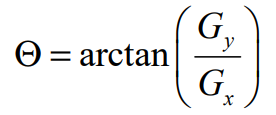 Θ = arctan(G_y / G_x)